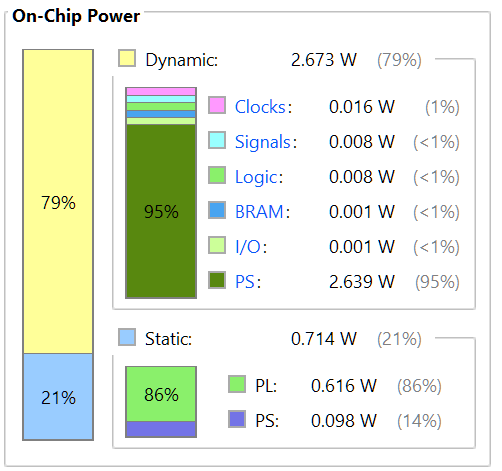 On-Chip Power
Dynamic: 2.673 W (79%)
Clocks: 0.016 W (1%)
Signals: 0.008 W (<1%)
Logic: 0.008 W (<1%)
BRAM: 0.001 W (<1%)
I/O: 0.001 W (<1%)
PS: 2.639 W (95%)
79%
95%
Static: 0.714 W (21%)
PL: 0.616 W (86%)
PS: 0.098 W (14%)
21%
86%